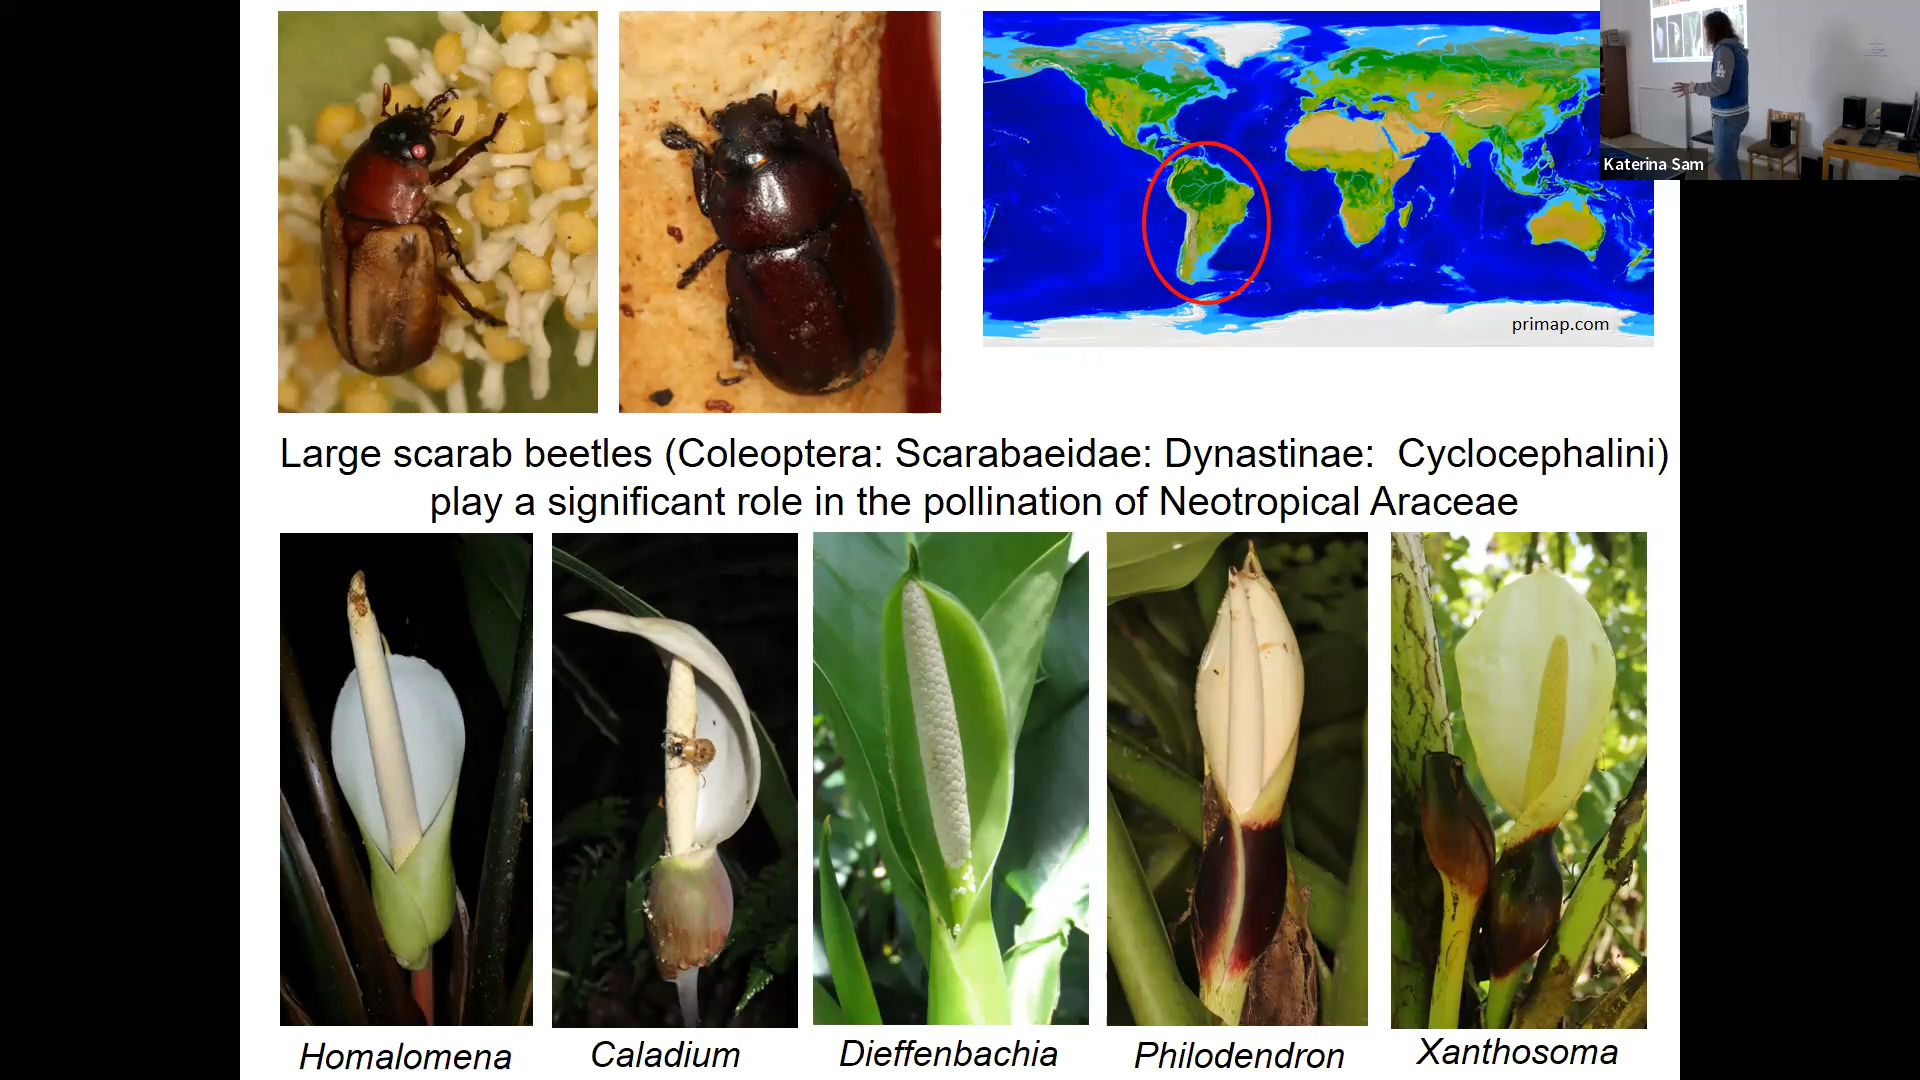 Katerina Sam
primap.com
Large scarab beetles (Coleoptera: Scarabaeidae: Dynastinae: Cyclocephalini)
play a significant role in the pollination of Neotropical Araceae
Homalomena
Caladium
Dieffenbachia
Philodendron
Xanthosoma